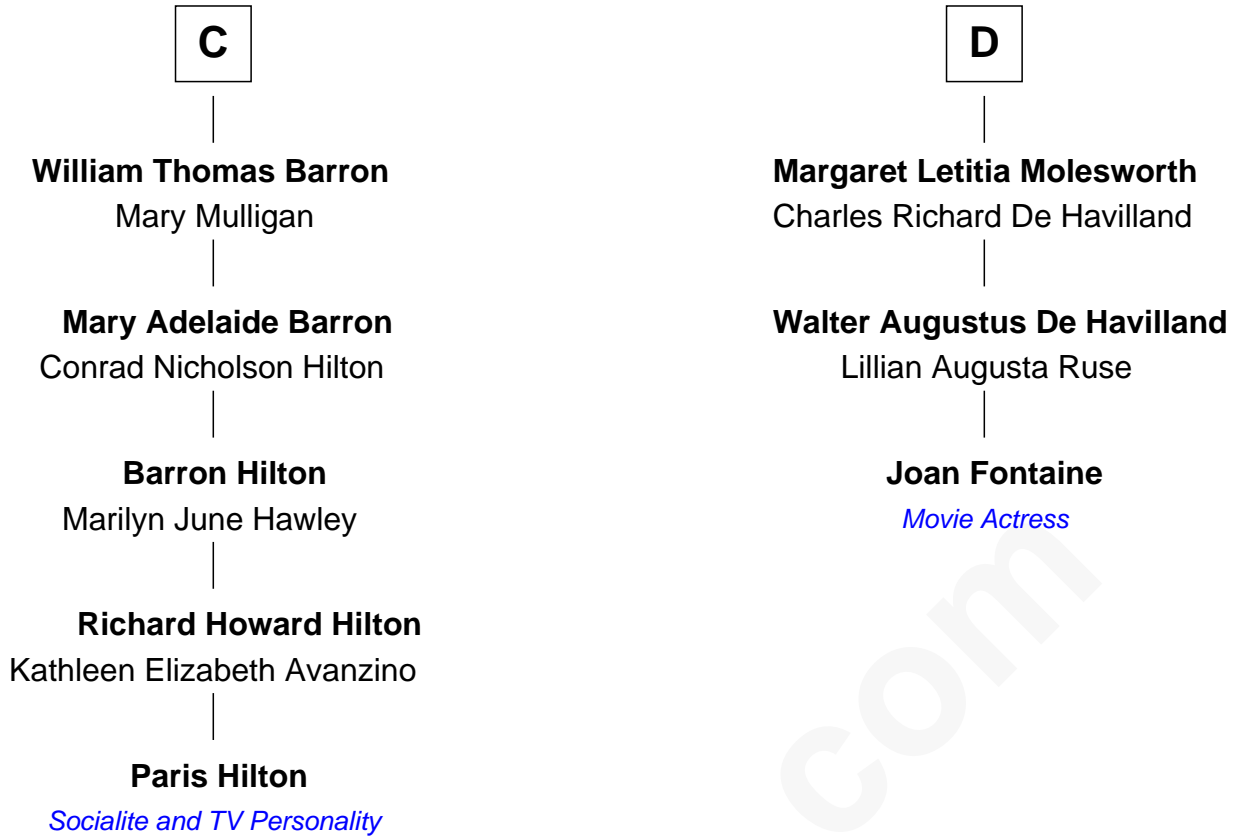 C
William Thomas Barron
Mary Mulligan
Mary Adelaide Barron
Conrad Nicholson Hilton
Barron Hilton
Marilyn June Hawley
Richard Howard Hilton
Kathleen Elizabeth Avanzino
Paris Hilton
Socialite and TV Personality
D
Margaret Letitia Molesworth
Charles Richard De Havilland
Walter Augustus De Havilland
Lillian Augusta Ruse
Joan Fontaine
Movie Actress
com